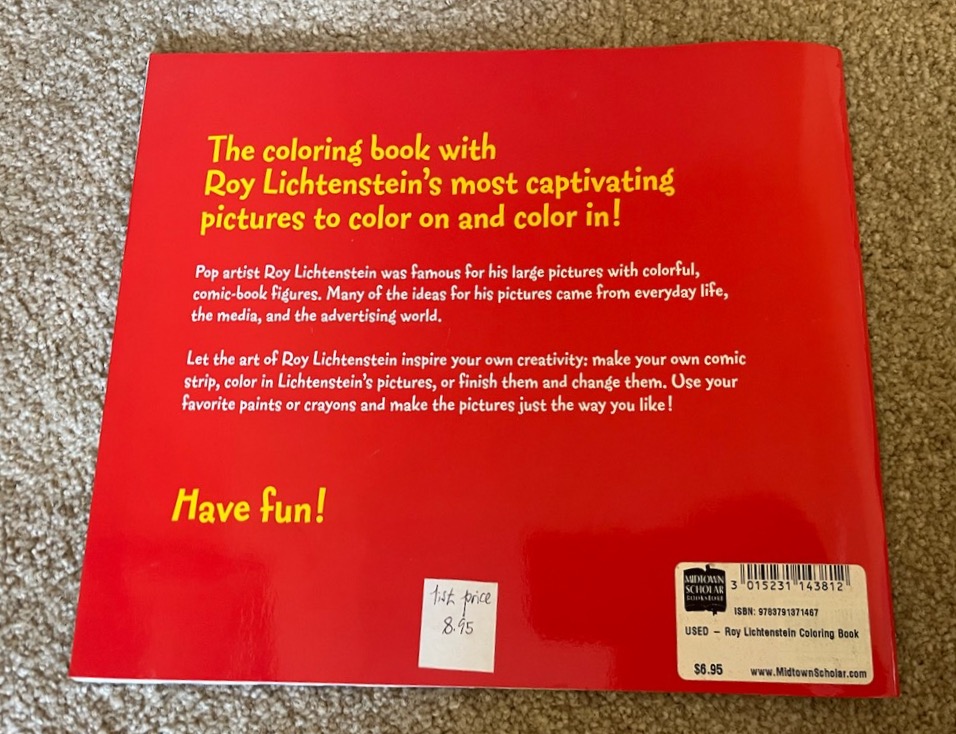 The coloring book with
Roy Lichtenstein's most captivating
pictures to color on and color in!
Pop artist Roy Lichtenstein was famous for his large pictures with colorful,
comic-book figures. Many of the ideas for his pictures came from everyday life,
the media, and the advertising world.
Let the art of Roy Lichtenstein inspire your own creativity: make your own comic
strip, color in Lichtenstein's pictures, or finish them and change them. Use your
favorite paints or crayons and make the pictures just the way you like!
Have fun!
list price
8.95
MIDTOWN
SCHOLAR
BOOKSTORE
3 015231 143812
ISBN: 9783791371467
USED – Roy Lichtenstein Coloring Book
$6.95 www.MidtownScholar.com